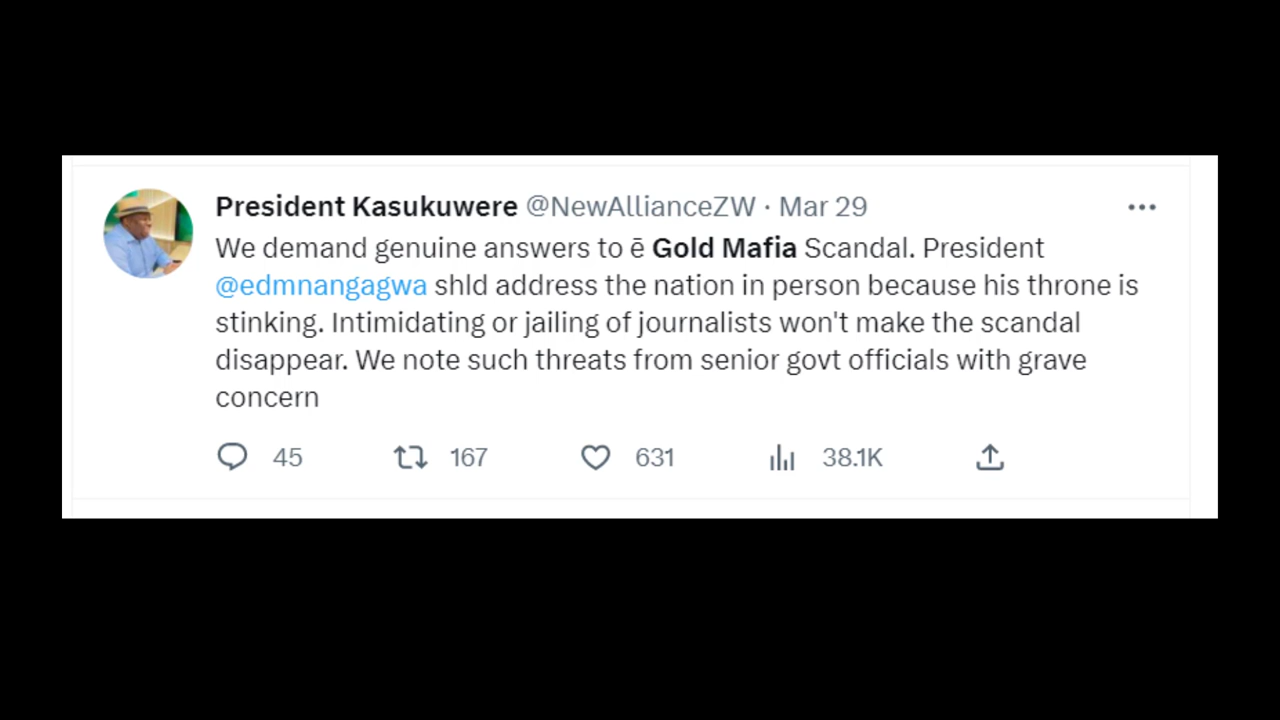 President Kasukuwere @NewAllianceZW · Mar 29
We demand genuine answers to ē Gold Mafia Scandal. President
@edmnangagwa shld address the nation in person because his throne is
stinking. Intimidating or jailing of journalists won't make the scandal
disappear. We note such threats from senior govt officials with grave
concern
45 167 631 38.1K